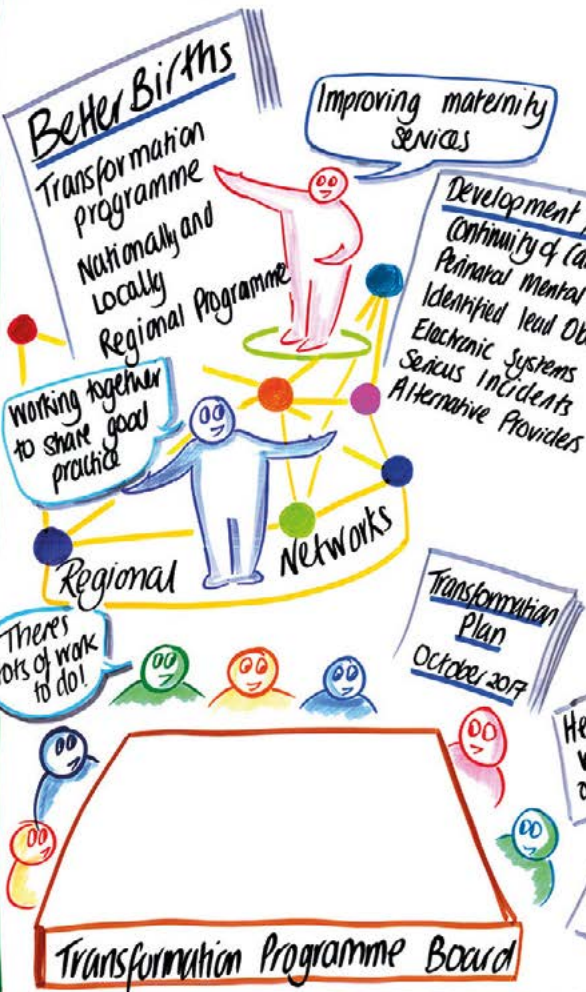 Better Births
Transformation
programme
Nationally and
Locally
Regional Programme
Improving maternity
services
Development
Continuity of
Perinatal Mental
Identified lead
Electronic Systems
Serious Incidents
Alternative Providers
Working together
to share good
practice
Regional
Networks
Theres
lots of work
to do!
Transformation
Plan
October 2017
Transformation Programme Board